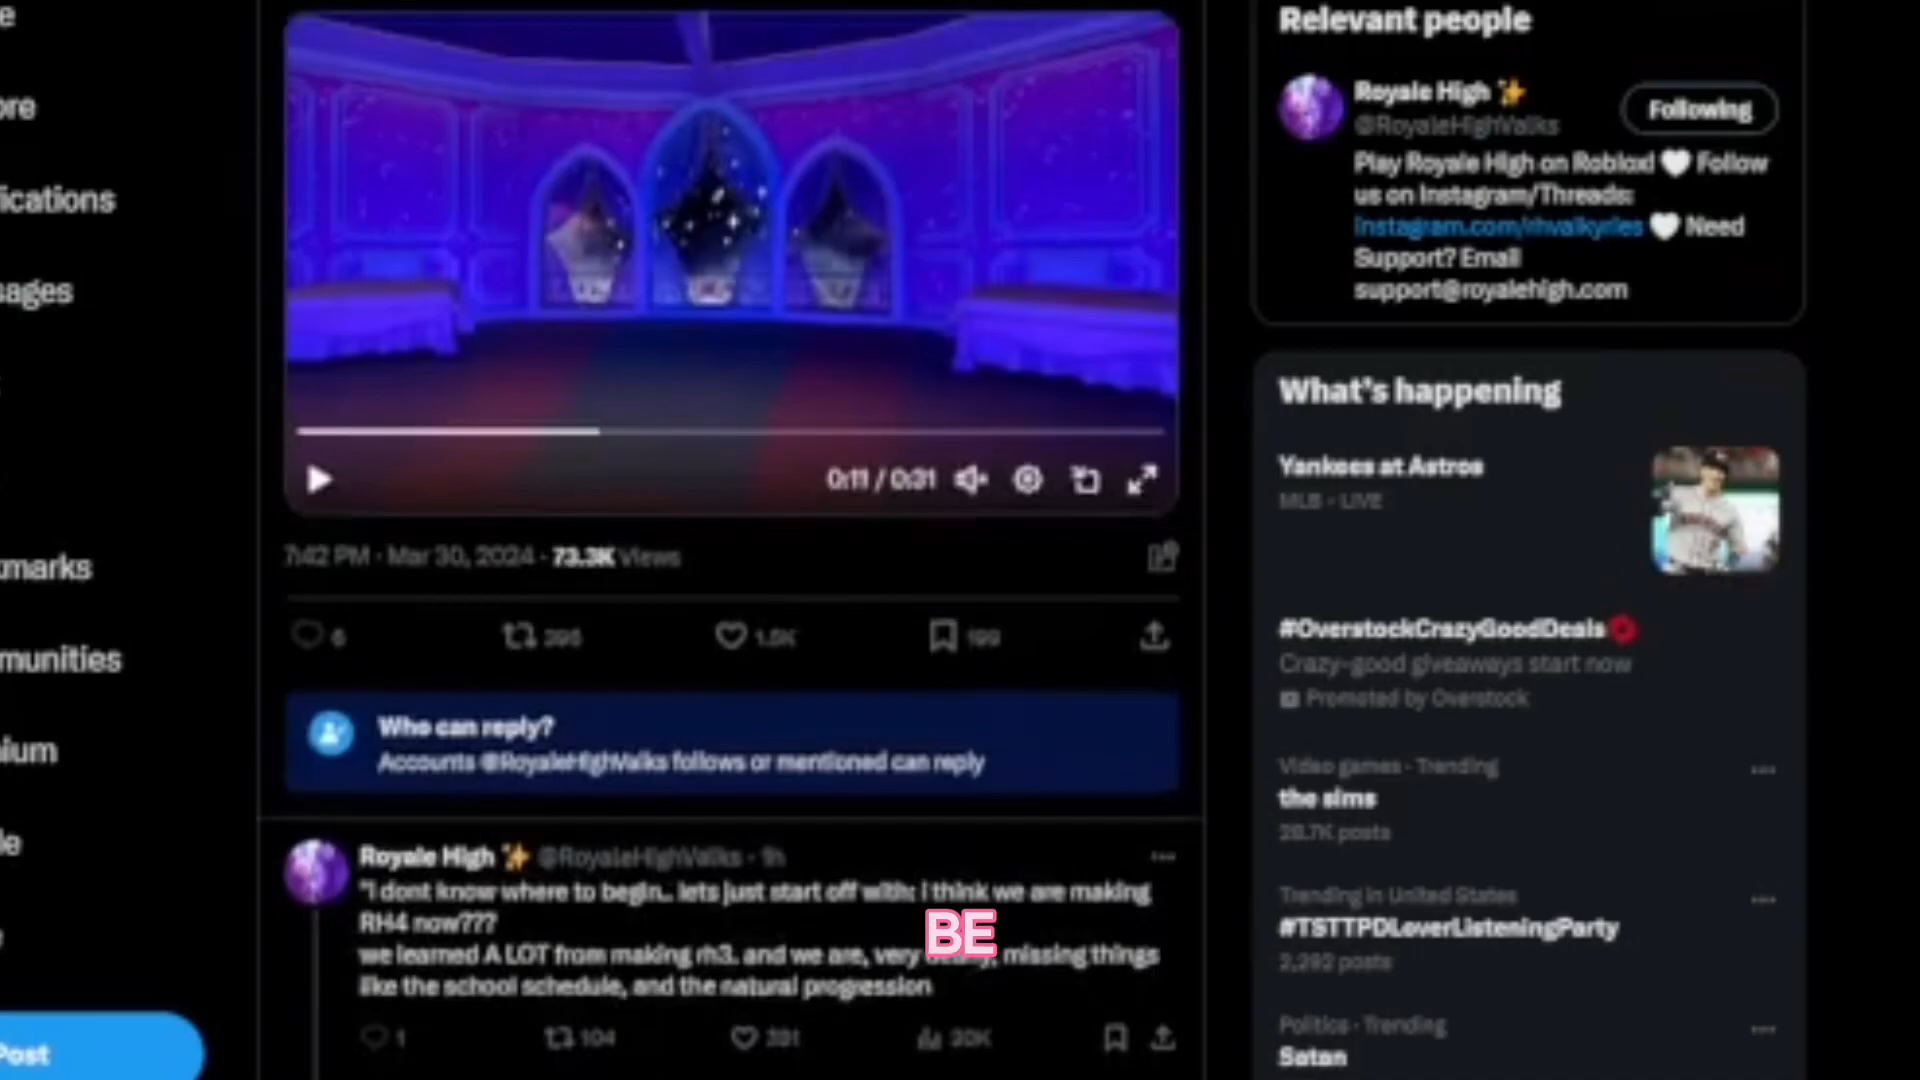 ore
ications
sages
kmarks
munities
ium
le
Post
0:11 / 0:31
7:42 PM · Mar 30, 2024 · 73.3K Views
6 395 1.5K 199
Who can reply?
Accounts @RoyaleHighValks follows or mentioned can reply
Royale High @RoyaleHighValks · 1h
"i dont know where to begin.. lets just start off with: i think we are making
RH4 now???
we learned A LOT from making rh3. and we are, very missing things
like the school schedule, and the natural progression
BE
1 104 391 30K
Relevant people
Royale High
@RoyaleHighValks
Following
Play Royale High on Roblox! 🤍 Follow
us on Instagram/Threads:
instagram.com/rhvalkyries 🤍 Need
Support? Email
support@royalehigh.com
What's happening
Yankees at Astros
MLB · LIVE
#OverstockCrazyGoodDeals
Crazy-good giveaways start now
Promoted by Overstock
Video games · Trending
the sims
28.7K posts
Trending in United States
#TSTTPDLoverListeningParty
2,292 posts
Politics · Trending
Satan